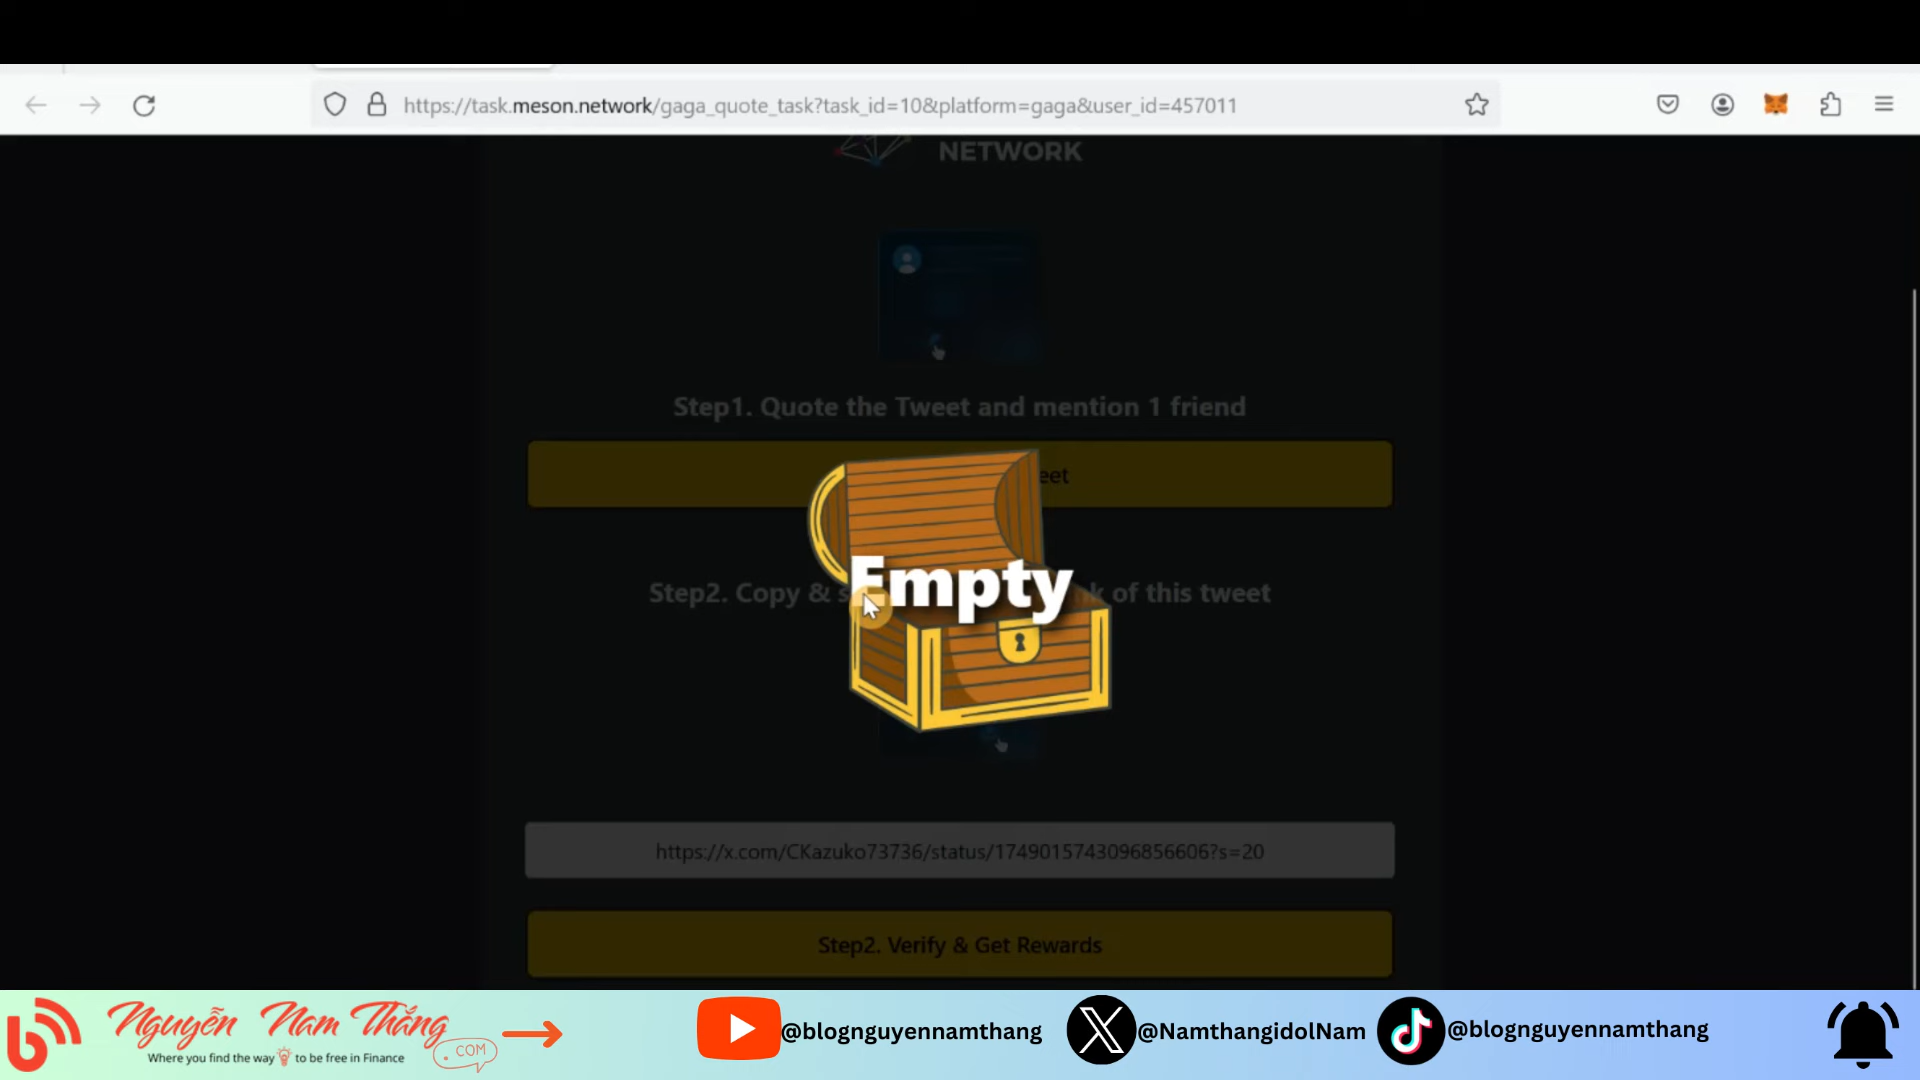 https://task.meson.network/gaga_quote_task?task_id=10&platform=gaga&user_id=457011
NETWORK
Step1. Quote the Tweet and mention 1 friend
Empty
Step2. Copy & of this tweet
https://x.com/CKazuko73736/status/1749015743096856606?s=20
Step2. Verify & Get Rewards
Nguyễn Nam Thắng
.COM
Where you find the way to be free in Finance
@blognguyennamthang
@NamthangidolNam
@blognguyennamthang